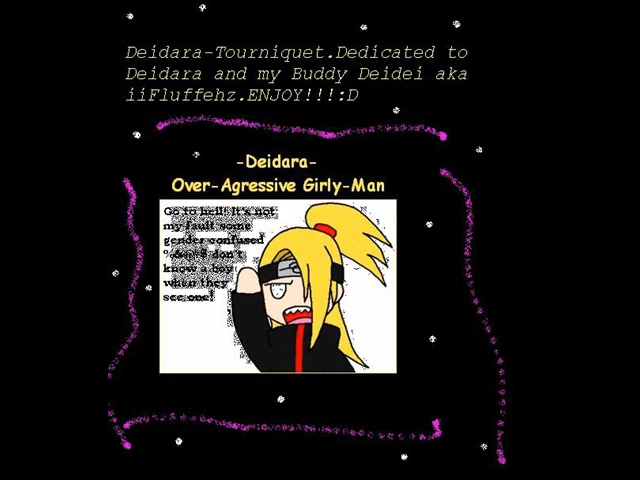 Deidara-Tourniquet.Dedicated to
Deidara and my Buddy Deidei aka
iiFluffehz.ENJOY!!!:D
-Deidara-
Over-Agressive Girly-Man
Go to hell! It's not
my fault some
gender confused
%&@#$ don't
know a boy
when they
see one!